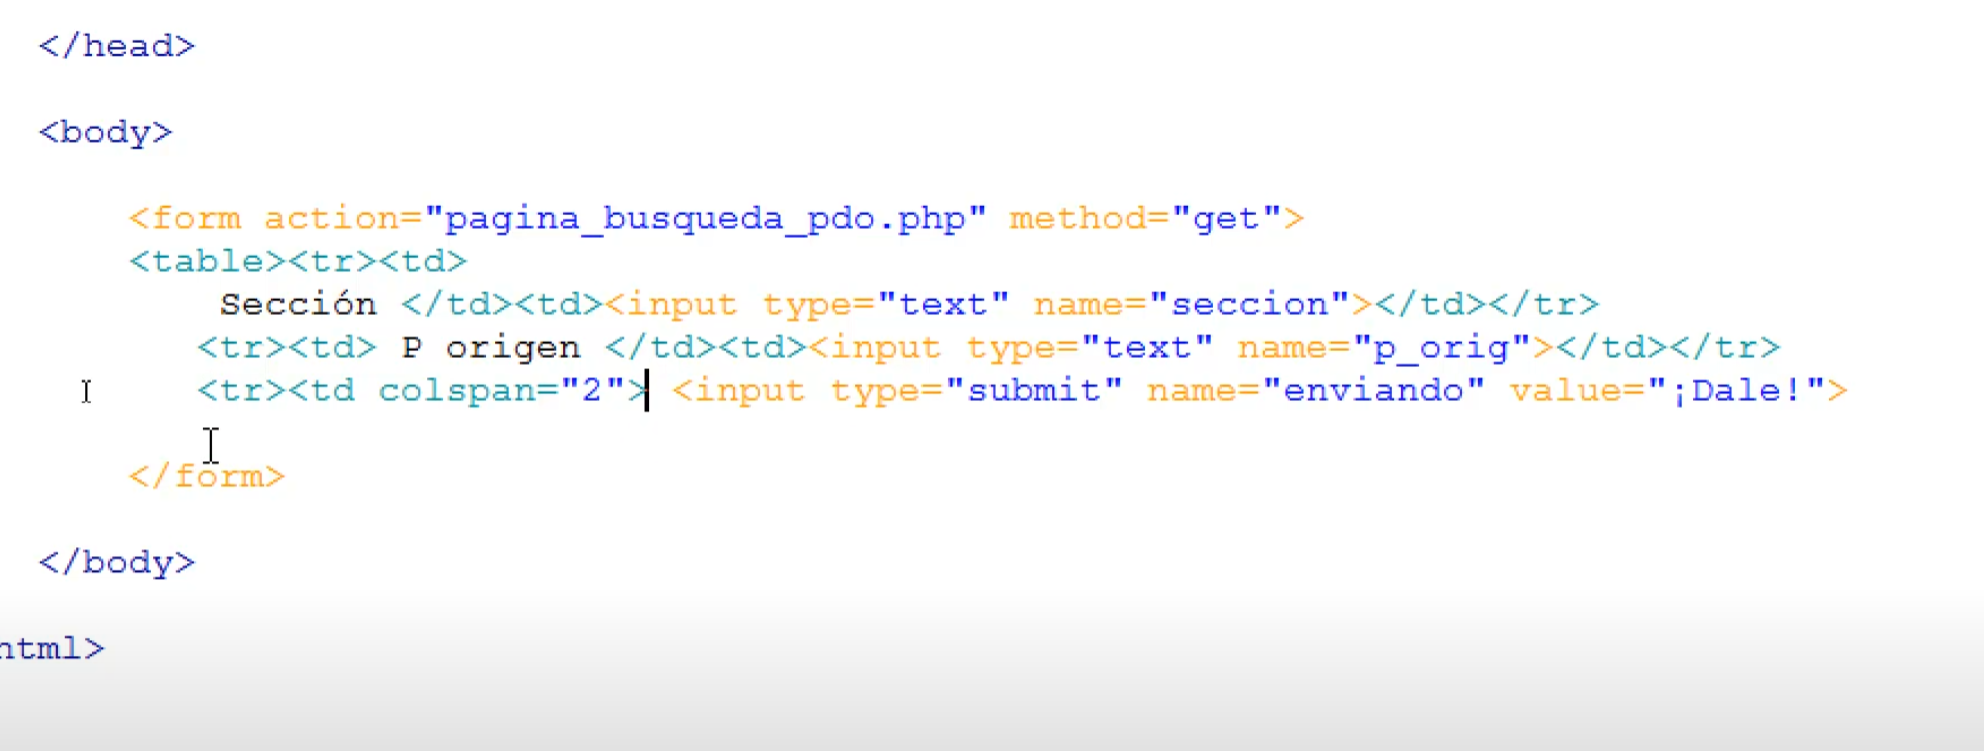 </head>
<body>
<form action="pagina_busqueda_pdo.php" method="get">
<table><tr><td>
Sección </td><td><input type="text" name="seccion"></td></tr>
<tr><td> P origen </td><td><input type="text" name="p_orig"></td></tr>
<tr><td colspan="2"> <input type="submit" name="enviando" value="¡Dale!">
</form>
</body>
html>